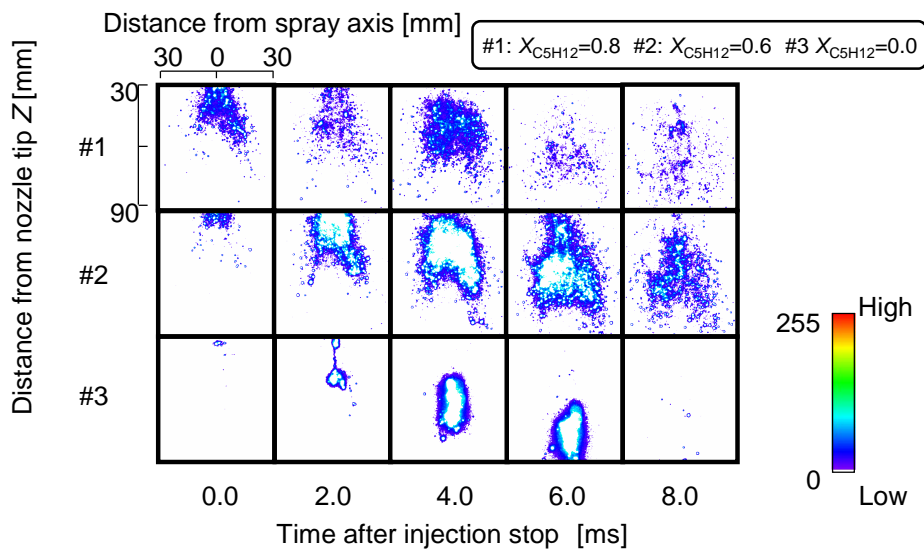 Distance from spray axis [mm]
#1: XC5H12=0.8 #2: XC5H12=0.6 #3 XC5H12=0.0
30 0 30
Distance from nozzle tip Z [mm]
30
#1
90
#2
#3
255 High
0 Low
0.0 2.0 4.0 6.0 8.0
Time after injection stop [ms]